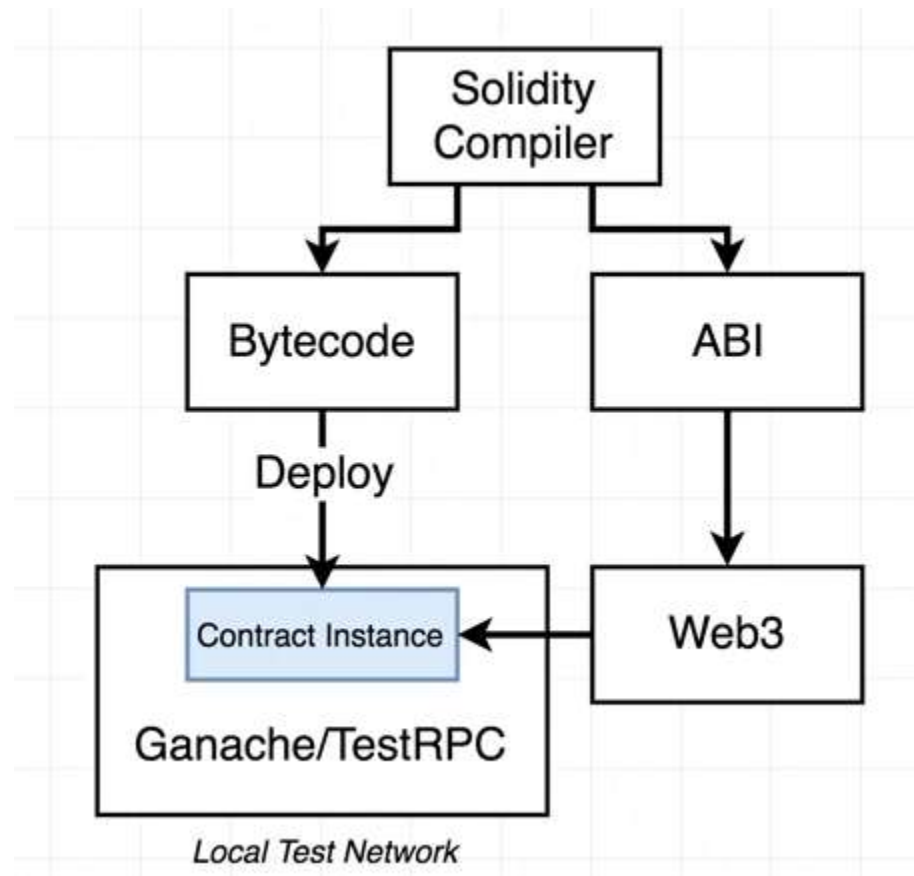 Solidity
Compiler
Bytecode
ABI
Deploy
Contract Instance
Web3
Ganache/TestRPC
Local Test Network